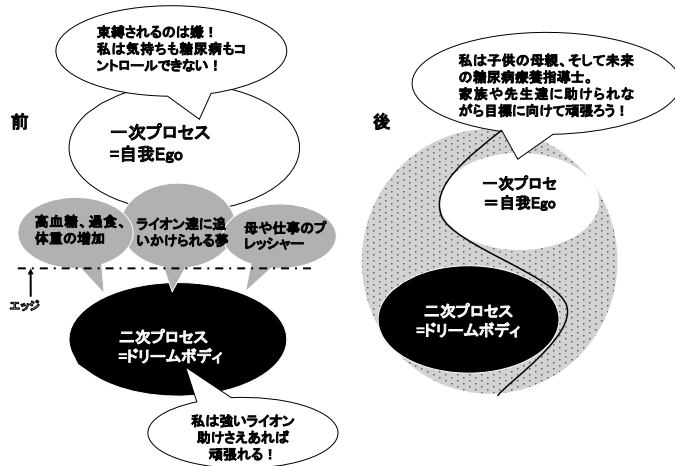 束縛されるのは嫌！
私は気持ちも糖尿病もコ
ントロールできない！
前
一次プロセス
=自我Ego
高血糖、過食、
体重の増加
ライオン達に追
いかけられる夢
母や仕事のプ
レッシャー
エッジ
二次プロセス
=ドリームボディ
私は強いライオン
助けさえあれば
頑張れる！
後
私は子供の母親、そして未来
の糖尿病療養指導士。
家族や先生達に助けられな
がら目標に向けて頑張ろう！
一次プロセ
＝自我Ego
二次プロセス
=ドリームボディ